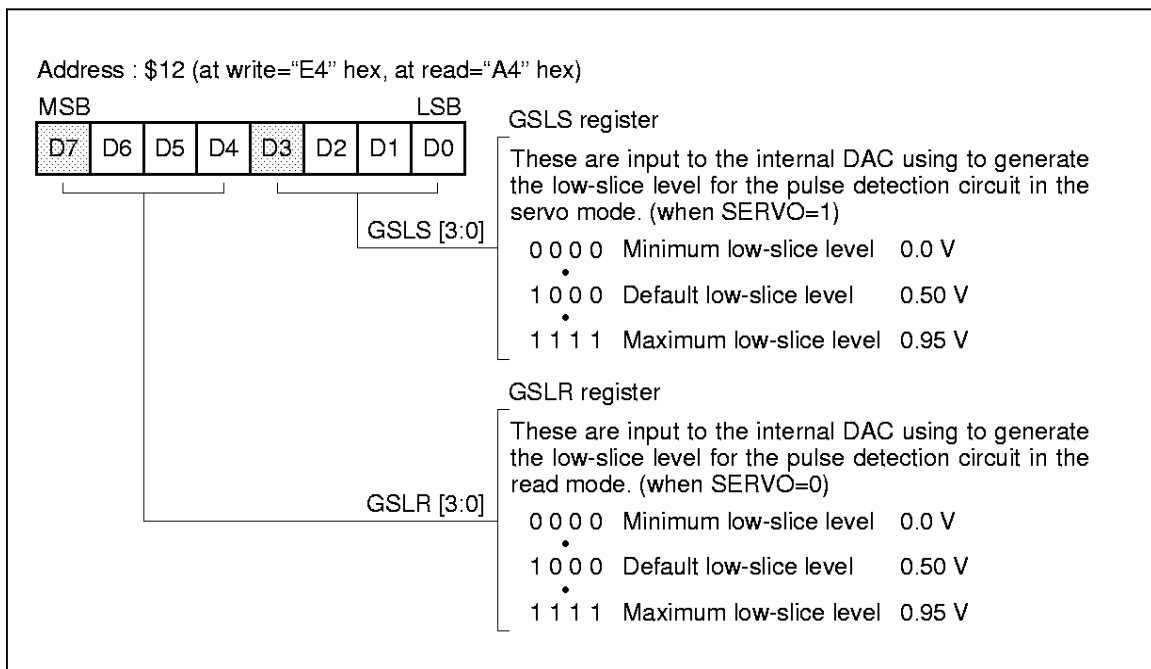 Address : $12 (at write=“E4” hex, at read=“A4” hex)
MSB LSB
D7 D6 D5 D4 D3 D2 D1 D0
GSLS [3:0]
GSLS register
These are input to the internal DAC using to generate
the low-slice level for the pulse detection circuit in the
servo mode. (when SERVO=1)
0 0 0 0 Minimum low-slice level 0.0 V
1 0 0 0 Default low-slice level 0.50 V
1 1 1 1 Maximum low-slice level 0.95 V
GSLR [3:0]
GSLR register
These are input to the internal DAC using to generate
the low-slice level for the pulse detection circuit in the
read mode. (when SERVO=0)
0 0 0 0 Minimum low-slice level 0.0 V
1 0 0 0 Default low-slice level 0.50 V
1 1 1 1 Maximum low-slice level 0.95 V